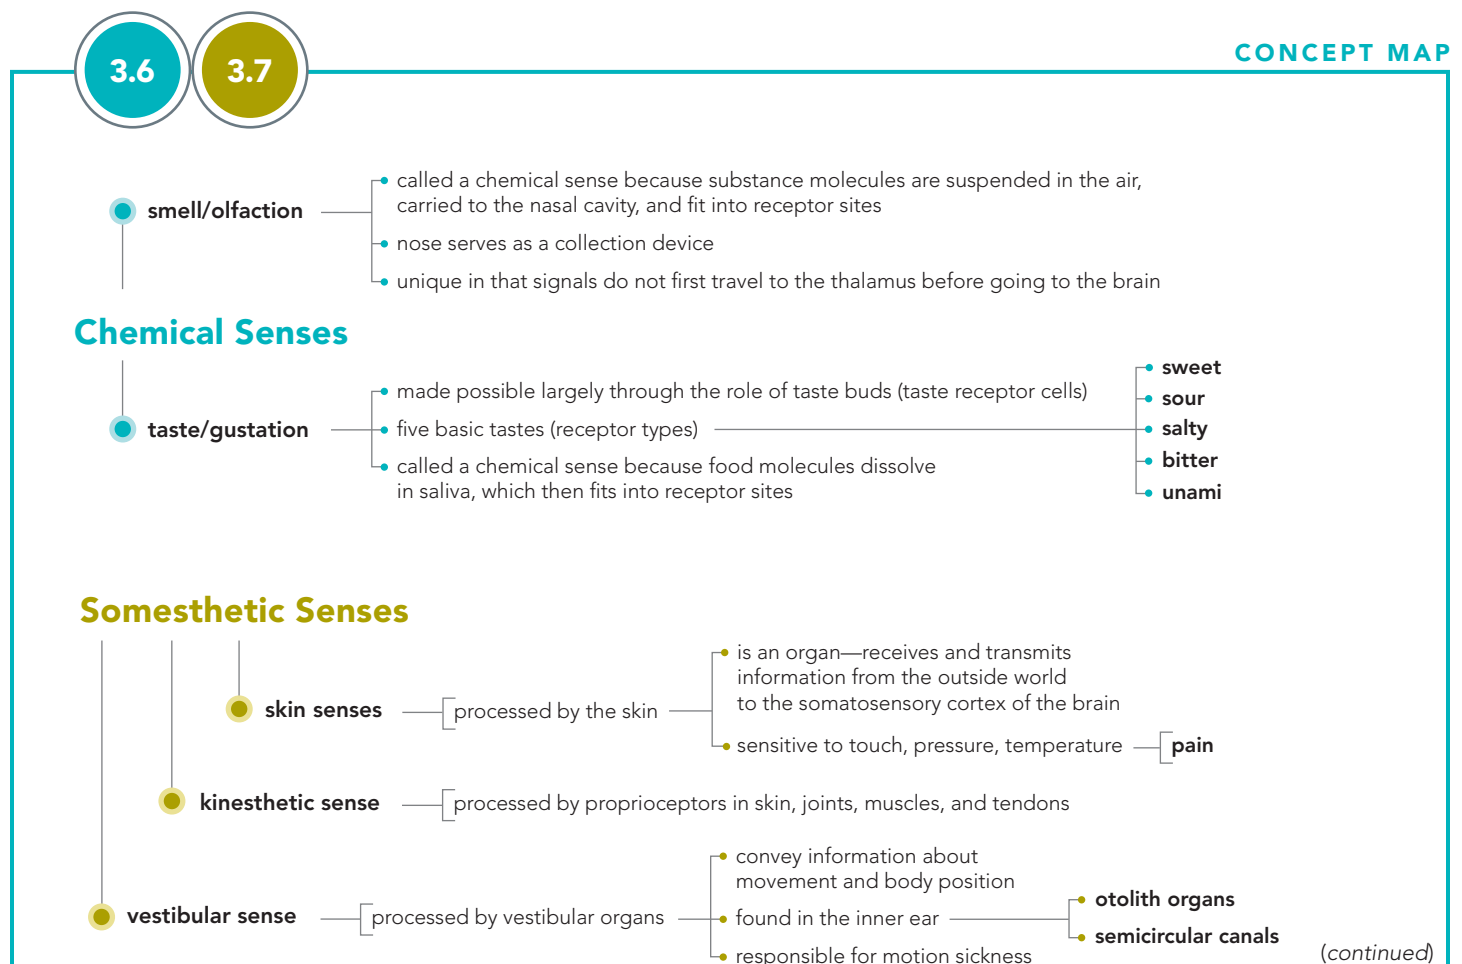 3.6
3.7
CONCEPT MAP
smell/olfaction
called a chemical sense because substance molecules are suspended in the air,
carried to the nasal cavity, and fit into receptor sites
nose serves as a collection device
unique in that signals do not first travel to the thalamus before going to the brain
Chemical Senses
taste/gustation
made possible largely through the role of taste buds (taste receptor cells)
five basic tastes (receptor types)
called a chemical sense because food molecules dissolve
in saliva, which then fits into receptor sites
sweet
sour
salty
bitter
unami
Somesthetic Senses
skin senses
processed by the skin
is an organ—receives and transmits
information from the outside world
to the somatosensory cortex of the brain
sensitive to touch, pressure, temperature
pain
kinesthetic sense
processed by proprioceptors in skin, joints, muscles, and tendons
vestibular sense
processed by vestibular organs
convey information about
movement and body position
found in the inner ear
otolith organs
semicircular canals
responsible for motion sickness
(continued)